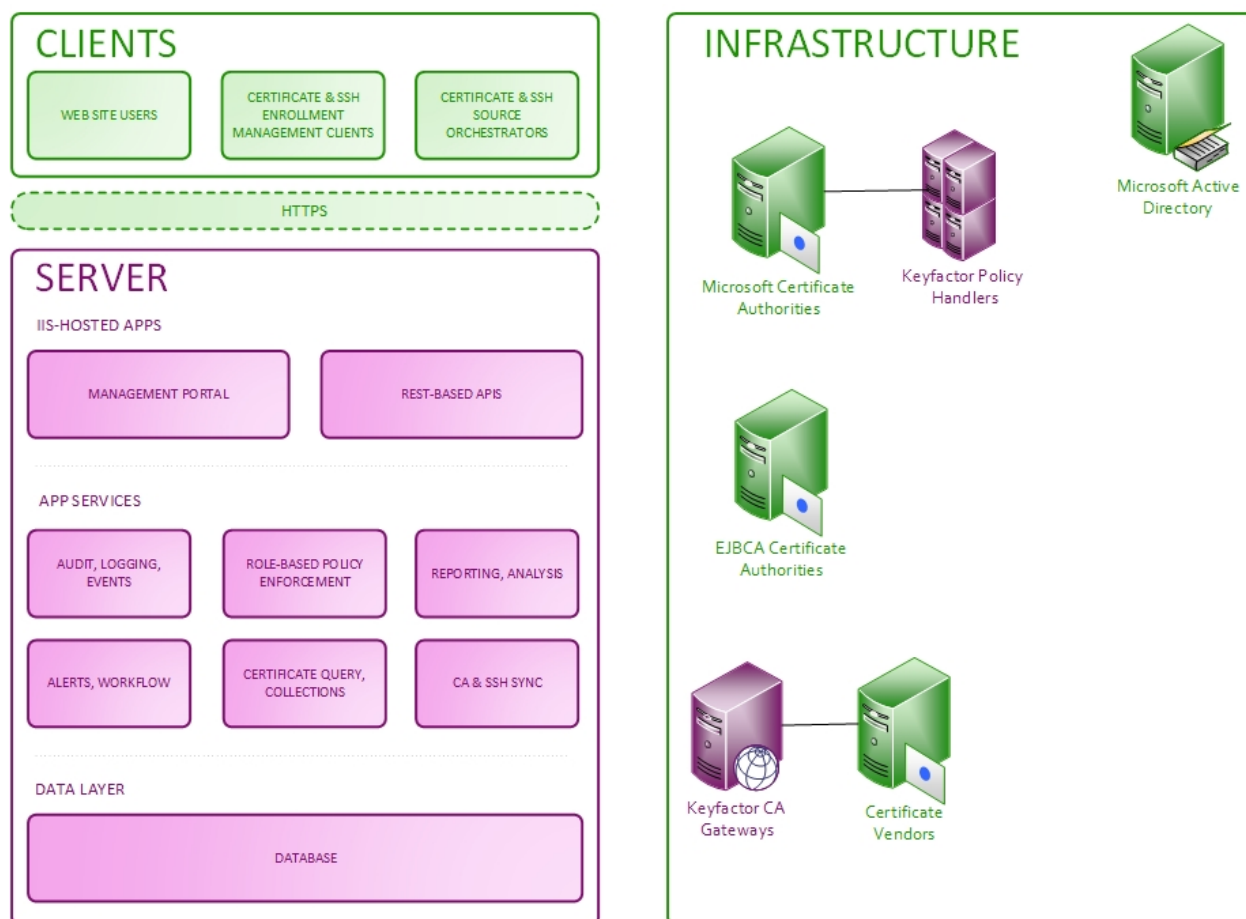 CLIENTS
WEB SITE USERS
CERTIFICATE & SSH
ENROLLMENT
MANAGEMENT CLIENTS
CERTIFICATE & SSH
SOURCE
ORCHESTRATORS
HTTPS
SERVER
IIS-HOSTED APPS
MANAGEMENT PORTAL
REST-BASED APIS
APP SERVICES
AUDIT, LOGGING,
EVENTS
ROLE-BASED POLICY
ENFORCEMENT
REPORTING, ANALYSIS
ALERTS, WORKFLOW
CERTIFICATE QUERY,
COLLECTIONS
CA & SSH SYNC
DATA LAYER
DATABASE
INFRASTRUCTURE
Microsoft Active
Directory
Microsoft Certificate
Authorities
Keyfactor Policy
Handlers
EJBCA Certificate
Authorities
Keyfactor CA
Gateways
Certificate
Vendors